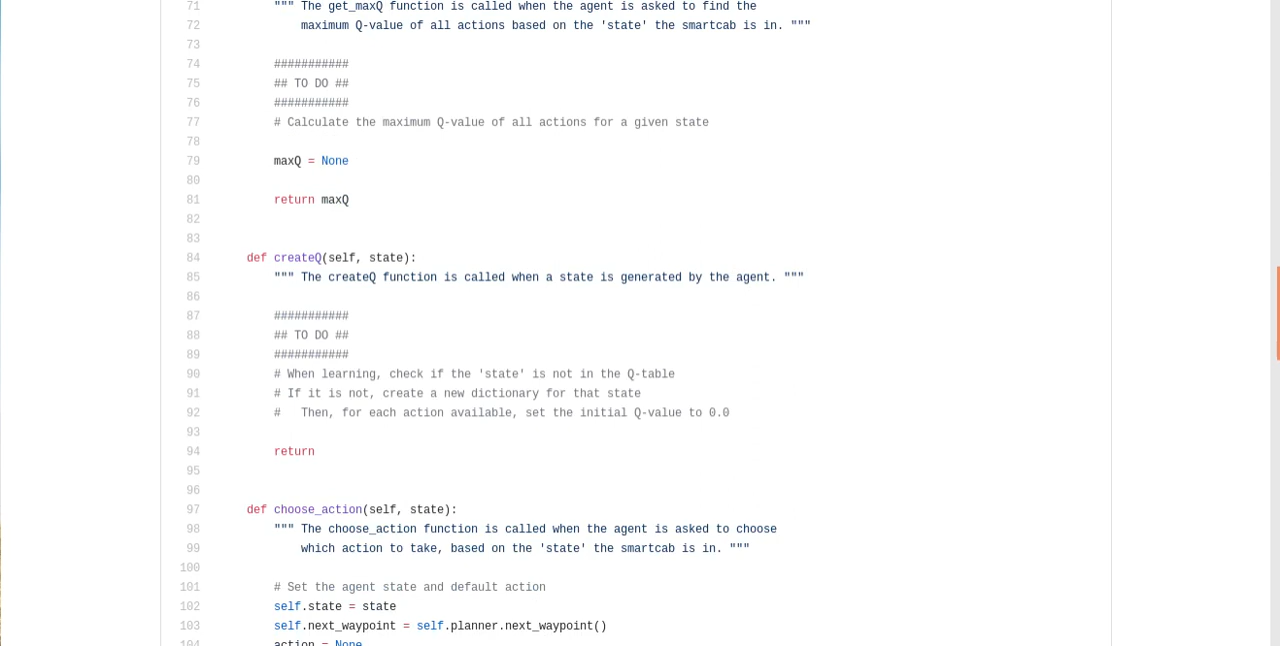 71 """ The get_maxQ function is called when the agent is asked to find the
72 maximum Q-value of all actions based on the 'state' the smartcab is in. """
73
74 ###########
75 ## TO DO ##
76 ###########
77 # Calculate the maximum Q-value of all actions for a given state
78
79 maxQ = None
80
81 return maxQ
82
83
84 def createQ(self, state):
85 """ The createQ function is called when a state is generated by the agent. """
86
87 ###########
88 ## TO DO ##
89 ###########
90 # When learning, check if the 'state' is not in the Q-table
91 # If it is not, create a new dictionary for that state
92 #   Then, for each action available, set the initial Q-value to 0.0
93
94 return
95
96
97 def choose_action(self, state):
98 """ The choose_action function is called when the agent is asked to choose
99 which action to take, based on the 'state' the smartcab is in. """
100
101 # Set the agent state and default action
102 self.state = state
103 self.next_waypoint = self.planner.next_waypoint()
104 action = None